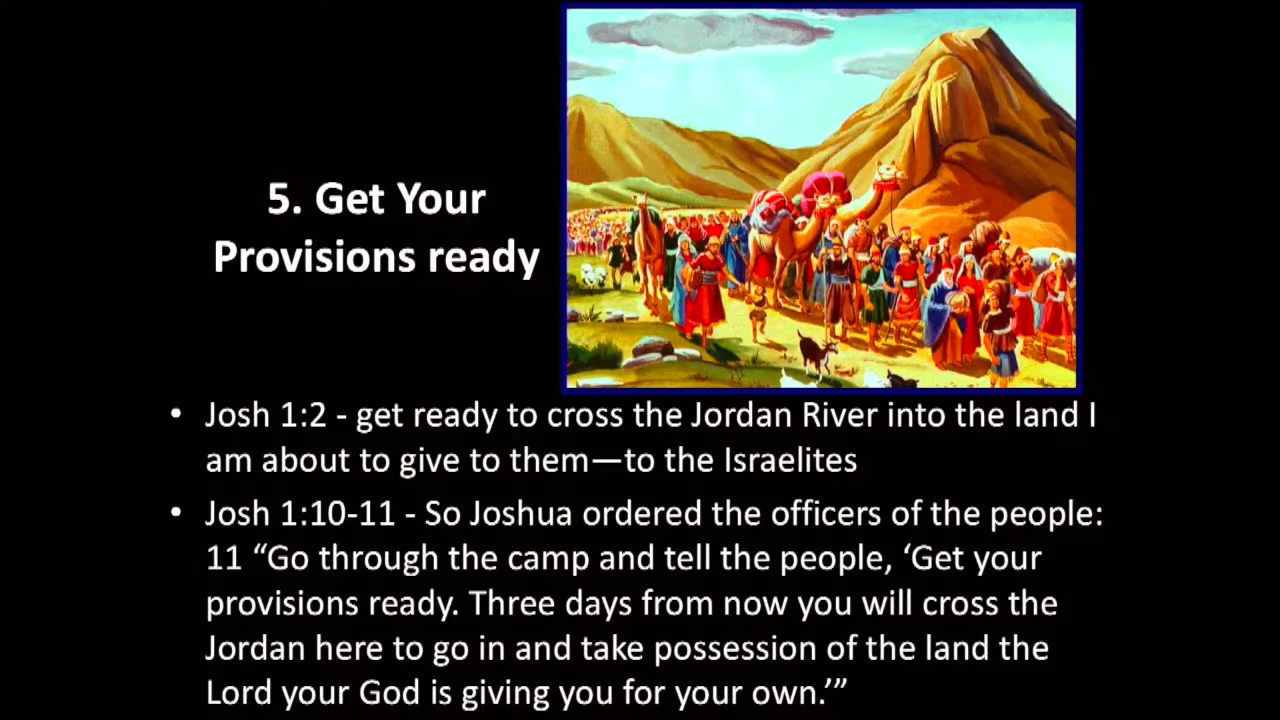 5. Get Your
Provisions ready
• Josh 1:2 - get ready to cross the Jordan River into the land I
am about to give to them—to the Israelites
• Josh 1:10-11 - So Joshua ordered the officers of the people:
11 “Go through the camp and tell the people, ‘Get your
provisions ready. Three days from now you will cross the
Jordan here to go in and take possession of the land the
Lord your God is giving you for your own.’”